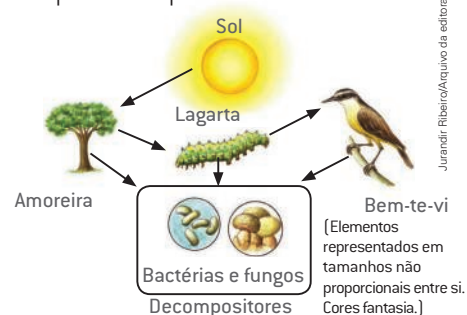 Sol
Lagarta
Amoreira
Bem-te-vi
(Elementos
representados em
tamanhos não
proporcionais entre si.
Cores fantasia.)
Bactérias e fungos
Decompositores
Jurandir Ribeiro/Arquivo da editora